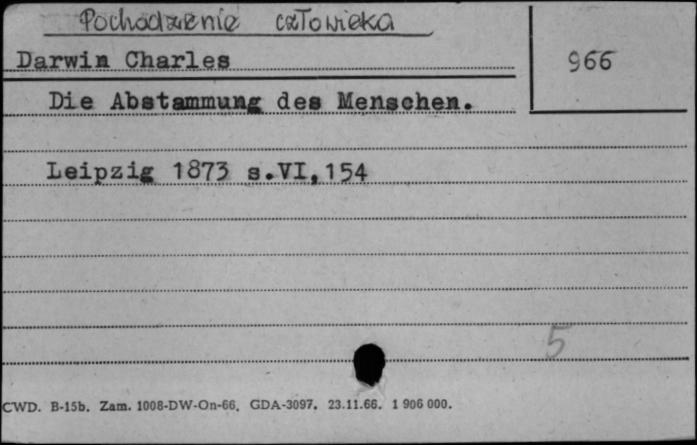 Pochodzenie człowieka
Darwin Charles
966
Die Abstammung des Menschen.
Leipzig 1873 s.VI,154
5
CWD. B-15b. Zam. 1008-DW-On-66. GDA-3097. 23.11.66. 1 906 000.